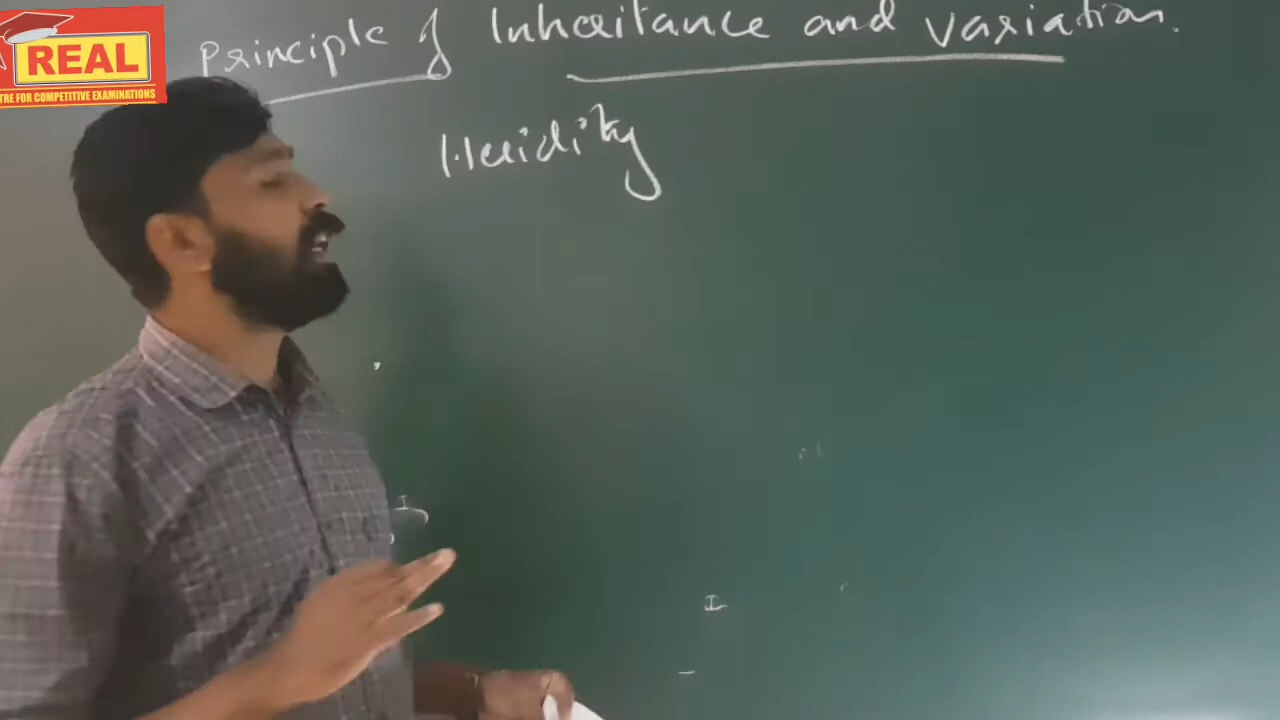 REAL
TRE FOR COMPETITIVE EXAMINATIONS
Principle of Inheritance and variation.
Heridity